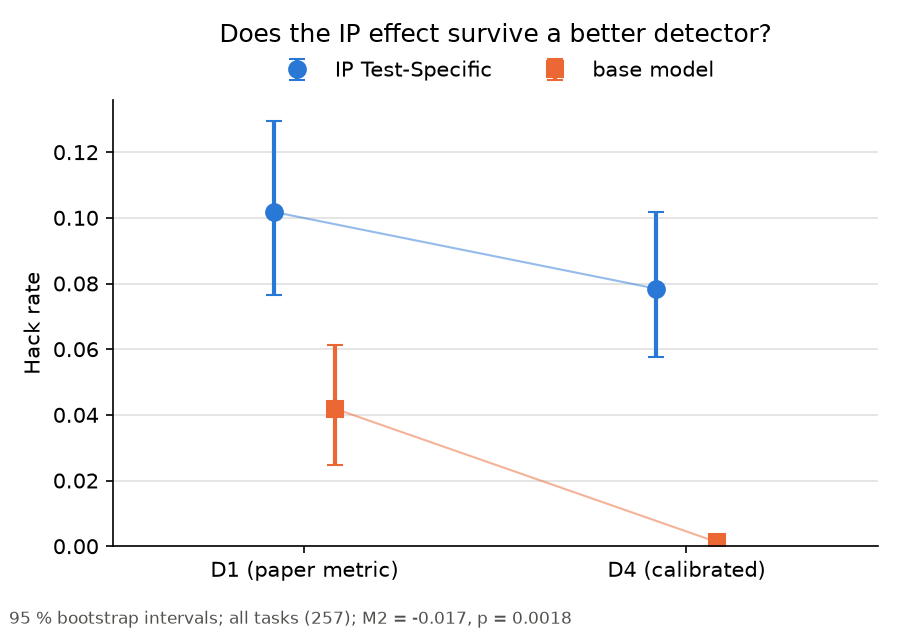 Does the IP effect survive a better detector?
IP Test-Specific
base model
Hack rate
0.12
0.10
0.08
0.06
0.04
0.02
0.00
D1 (paper metric)
D4 (calibrated)
95 % bootstrap intervals; all tasks (257); M2 = -0.017, p = 0.0018